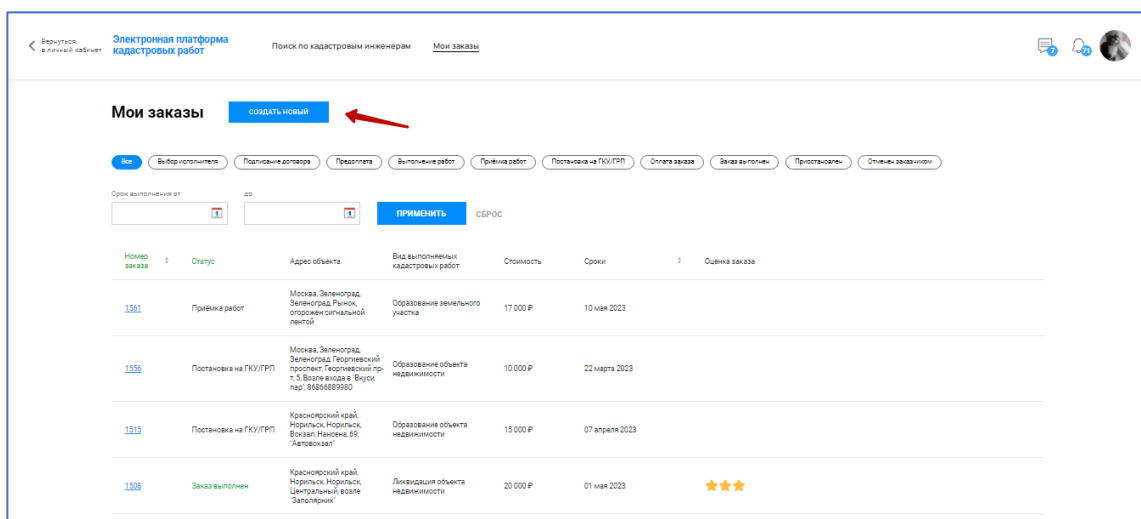 Вернуться
в личный кабинет
Электронная платформа
кадастровых работ
Поиск по кадастровым инженерам
Мои заказы
7
71
Мои заказы
СОЗДАТЬ НОВЫЙ
Все
Выбор исполнителя
Подписание договора
Предоплата
Выполнение работ
Приёмка работ
Постановка на ГКУ/ГРП
Оплата заказа
Заказ выполнен
Приостановлен
Отменен заказчиком
Срок выполнения от
до
1
1
ПРИМЕНИТЬ
СБРОС
Номер
заказа
Статус
Адрес объекта
Вид выполняемых
кадастровых работ
Стоимость
Сроки
Оценка заказа
1561
Приёмка работ
Москва, Зеленоград,
Зеленоград, Рынок,
огорожен сигнальной
лентой
Образование земельного
участка
17 000 ₽
10 мая 2023
1556
Постановка на ГКУ/ГРП
Москва, Зеленоград,
Зеленоград, Георгиевский
проспект, Георгиевский пр-
т, 5, Возле входа в 'Вкуси
пар', 86866889980
Образование объекта
недвижимости
10 000 ₽
22 марта 2023
1515
Постановка на ГКУ/ГРП
Красноярский край,
Норильск, Норильск,
Вокзал, Нансена, 69,
"Автовокзал"
Образование объекта
недвижимости
15 000 ₽
07 апреля 2023
1508
Заказ выполнен
Красноярский край,
Норильск, Норильск,
Центральный, возле
"Заполярник"
Ликвидация объекта
недвижимости
20 000 ₽
01 мая 2023